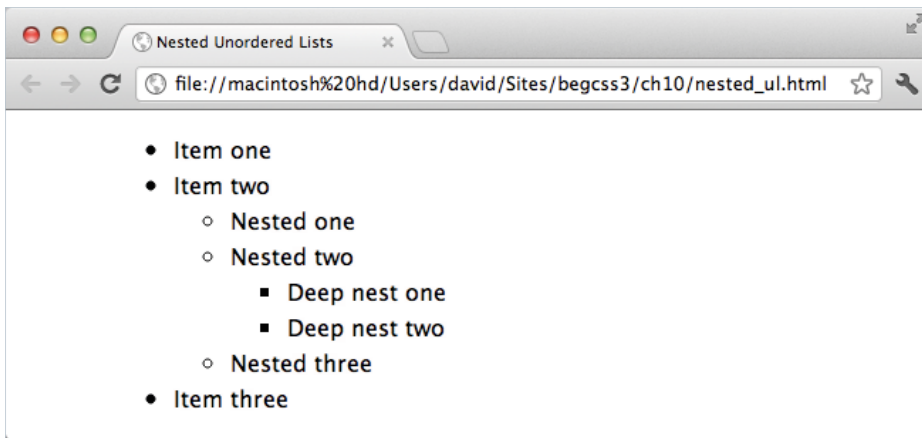 Nested Unordered Lists
file://macintosh%20hd/Users/david/Sites/begcss3/ch10/nested_ul.html
Item one
Item two
Nested one
Nested two
Deep nest one
Deep nest two
Nested three
Item three